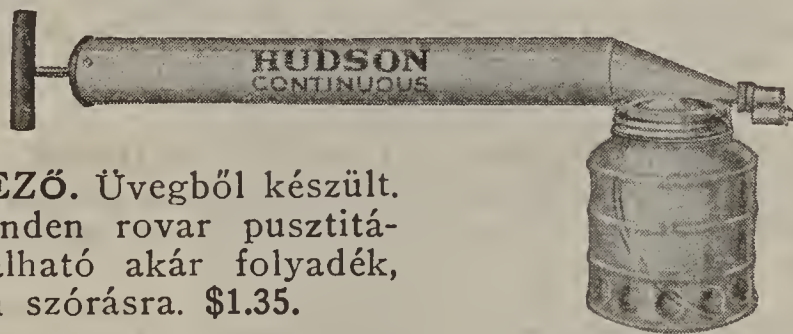 HUDSON
CONTINUOUS
EZŐ. Üvegből készült.
nden rovar pusztitá-
lható akár folyadék,
szórásra. $1.35.